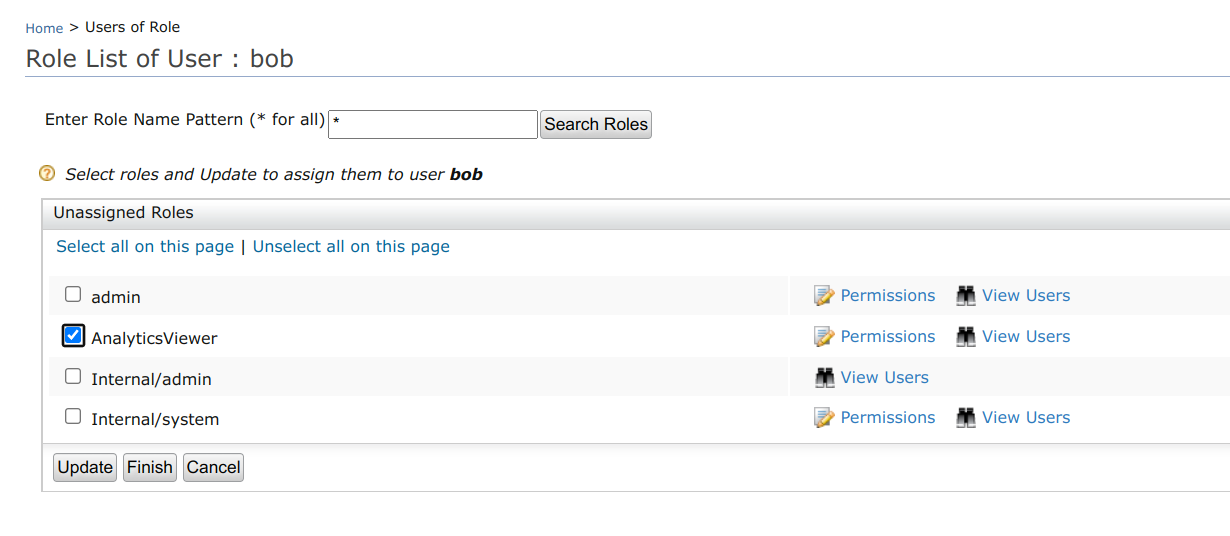 Home > Users of Role
Role List of User : bob
Enter Role Name Pattern (* for all) * Search Roles
? Select roles and Update to assign them to user bob
Unassigned Roles
Select all on this page | Unselect all on this page
admin Permissions View Users
AnalyticsViewer Permissions View Users
Internal/admin View Users
Internal/system Permissions View Users
Update Finish Cancel